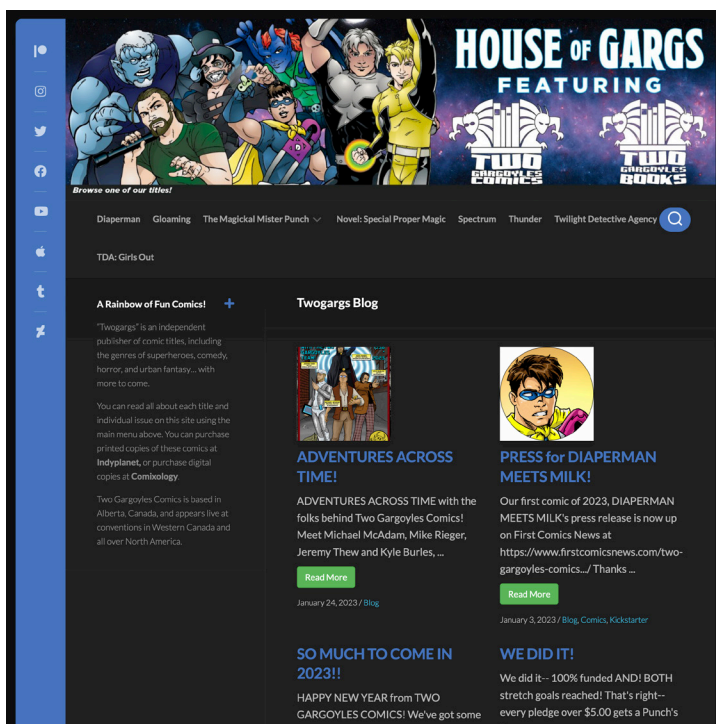 HOUSE OF GARGS
FEATURING
TWO
GARGOYLES
COMICS
TWO
GARGOYLES
BOOKS
Browse one of our titles!
Diaperman Gloaming The Magickal Mister Punch Novel: Special Proper Magic Spectrum Thunder Twilight Detective Agency
TDA: Girls Out
A Rainbow of Fun Comics!
"Twogargs" is an independent
publisher of comic titles, including
the genres of superheroes, comedy,
horror, and urban fantasy... with
more to come.
You can read all about each title and
individual issue on this site using the
main menu above. You can purchase
printed copies of these comics at
Indyplanet, or purchase digital
copies at Comixology.
Two Gargoyles Comics is based in
Alberta, Canada, and appears live at
conventions in Western Canada and
all over North America.
Twogargs Blog
ADVENTURES ACROSS
TIME!
ADVENTURES ACROSS TIME with the
folks behind Two Gargoyles Comics!
Meet Michael McAdam, Mike Rieger,
Jeremy Thew and Kyle Burles, ...
Read More
January 24, 2023 / Blog
PRESS for DIAPERMAN
MEETS MILK!
Our first comic of 2023, DIAPERMAN
MEETS MILK's press release is now up
on First Comics News at
https://www.firstcomicsnews.com/two-
gargoyles-comics.../ Thanks ...
Read More
January 3, 2023 / Blog, Comics, Kickstarter
SO MUCH TO COME IN
2023!!
HAPPY NEW YEAR from TWO
GARGOYLES COMICS! We've got some
WE DID IT!
We did it-- 100% funded AND! BOTH
stretch goals reached! That's right--
every pledge over $5.00 gets a Punch's